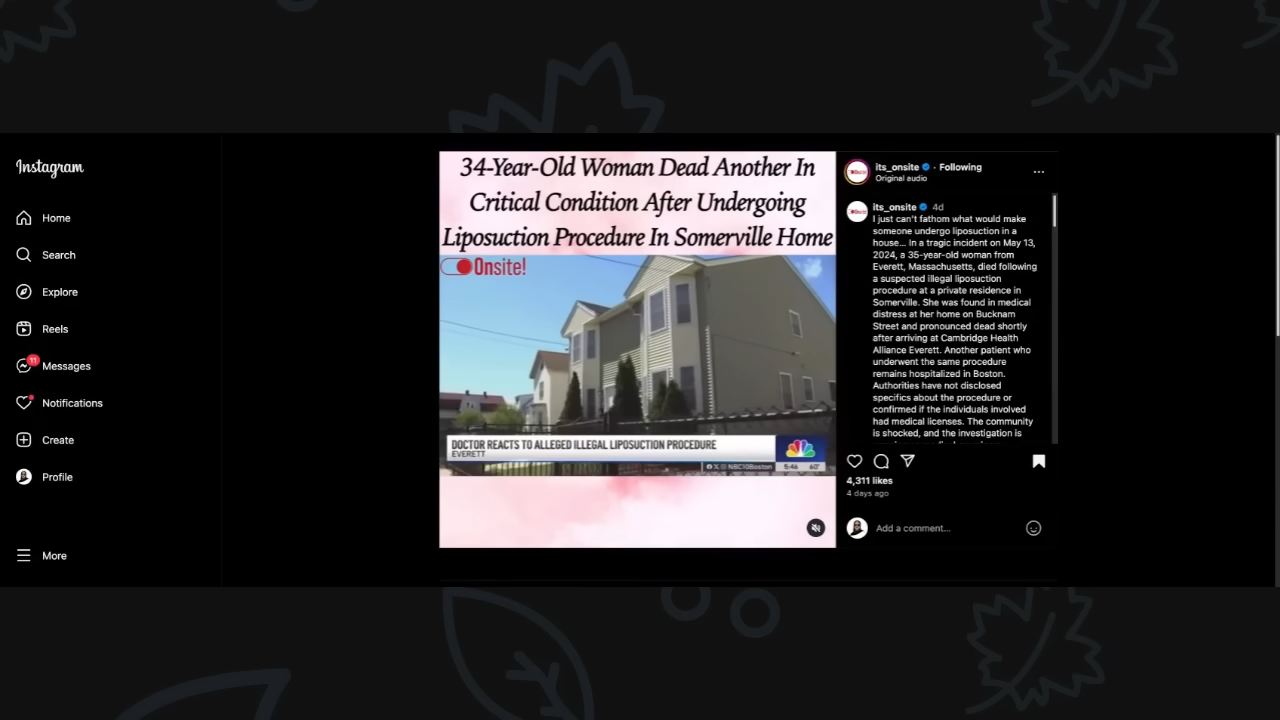 Instagram
Home
Search
Explore
Reels
11
Messages
Notifications
Create
Profile
More
34-Year-Old Woman Dead Another In
Critical Condition After Undergoing
Liposuction Procedure In Somerville Home
Onsite!
DOCTOR REACTS TO ALLEGED ILLEGAL LIPOSUCTION PROCEDURE
EVERETT
NBC10Boston
5:46 60°
its_onsite · Following
Original audio
its_onsite 4d
I just can't fathom what would make
someone undergo liposuction in a
house... In a tragic incident on May 13,
2024, a 35-year-old woman from
Everett, Massachusetts, died following
a suspected illegal liposuction
procedure at a private residence in
Somerville. She was found in medical
distress at her home on Bucknam
Street and pronounced dead shortly
after arriving at Cambridge Health
Alliance Everett. Another patient who
underwent the same procedure
remains hospitalized in Boston.
Authorities have not disclosed
specifics about the procedure or
confirmed if the individuals involved
had medical licenses. The community
is shocked, and the investigation is
4,311 likes
4 days ago
Add a comment...